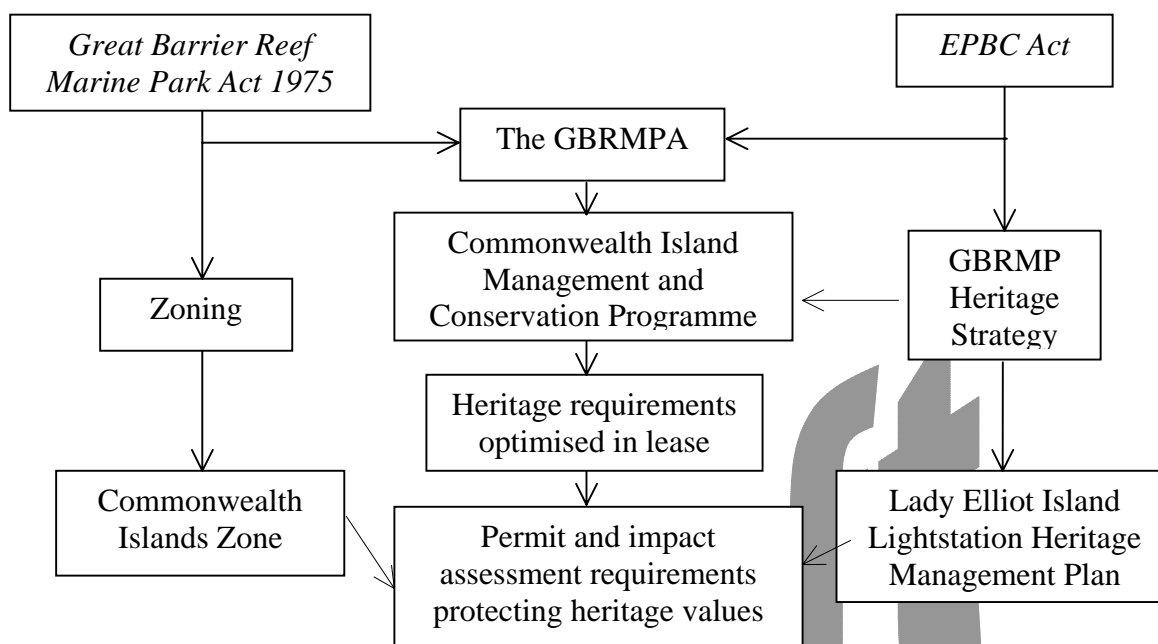 Great Barrier Reef
Marine Park Act 1975
EPBC Act
The GBRMPA
Commonwealth Island
Management and
Conservation Programme
GBRMP
Heritage
Strategy
Zoning
Heritage requirements
optimised in lease
Commonwealth
Islands Zone
Permit and impact
assessment requirements
protecting heritage values
Lady Elliot Island
Lightstation Heritage
Management Plan